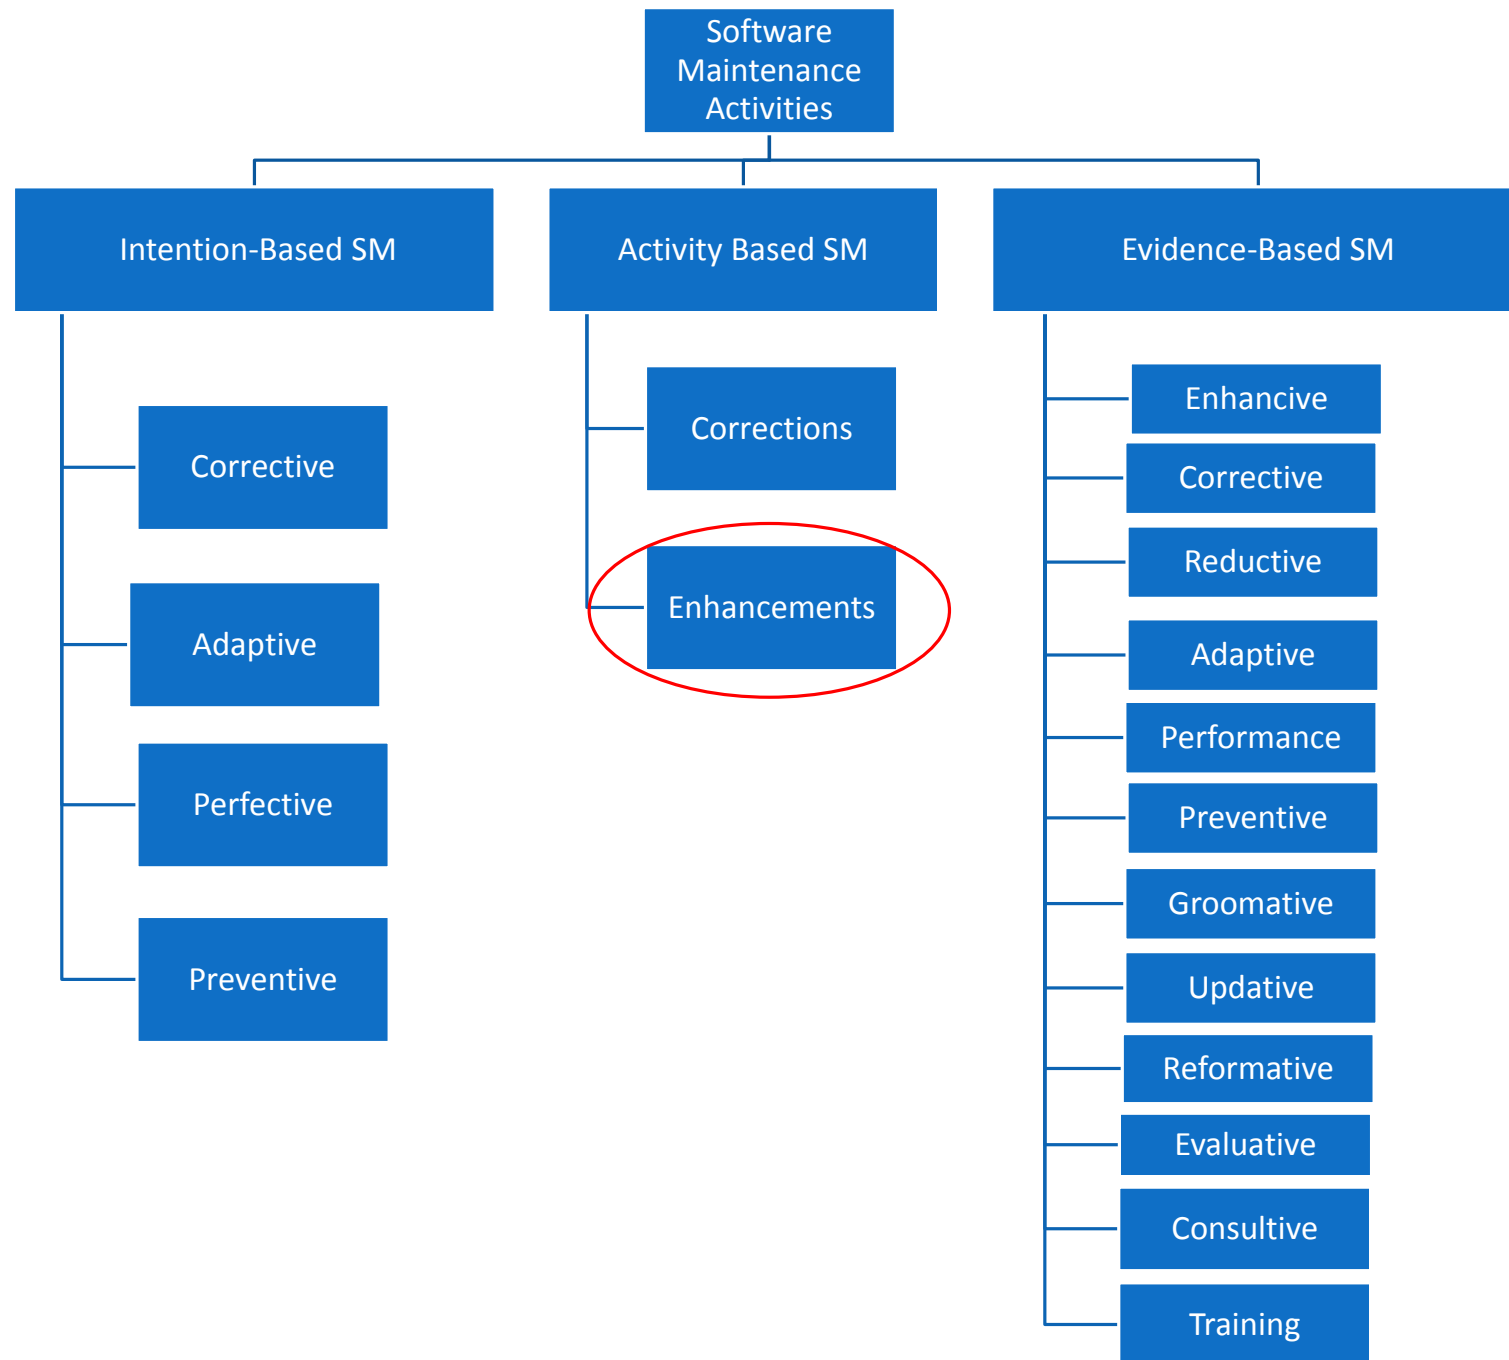 Software
Maintenance
Activities
Intention-Based SM
Activity Based SM
Evidence-Based SM
Corrective
Adaptive
Perfective
Preventive
Corrections
Enhancements
Enhancive
Corrective
Reductive
Adaptive
Performance
Preventive
Groomative
Updative
Reformative
Evaluative
Consultive
Training